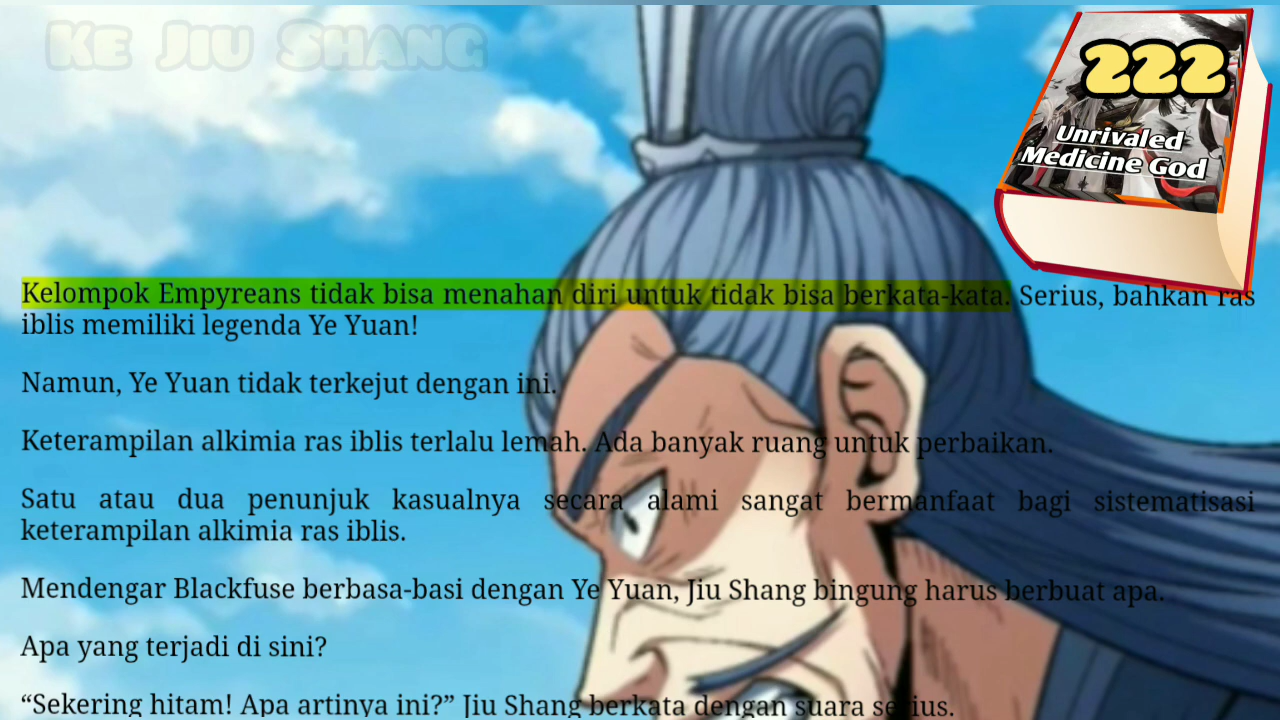 Ke Jiu Shang
222
Unrivaled
Medicine God
Kelompok Empyreans tidak bisa menahan diri untuk tidak bisa berkata-kata. Serius, bahkan ras
iblis memiliki legenda Ye Yuan!
Namun, Ye Yuan tidak terkejut dengan ini.
Keterampilan alkimia ras iblis terlalu lemah. Ada banyak ruang untuk perbaikan.
Satu atau dua penunjuk kasualnya secara alami sangat bermanfaat bagi sistematisasi
keterampilan alkimia ras iblis.
Mendengar Blackfuse berbasa-basi dengan Ye Yuan, Jiu Shang bingung harus berbuat apa.
Apa yang terjadi di sini?
“Sekering hitam! Apa artinya ini?” Jiu Shang berkata dengan suara serius.